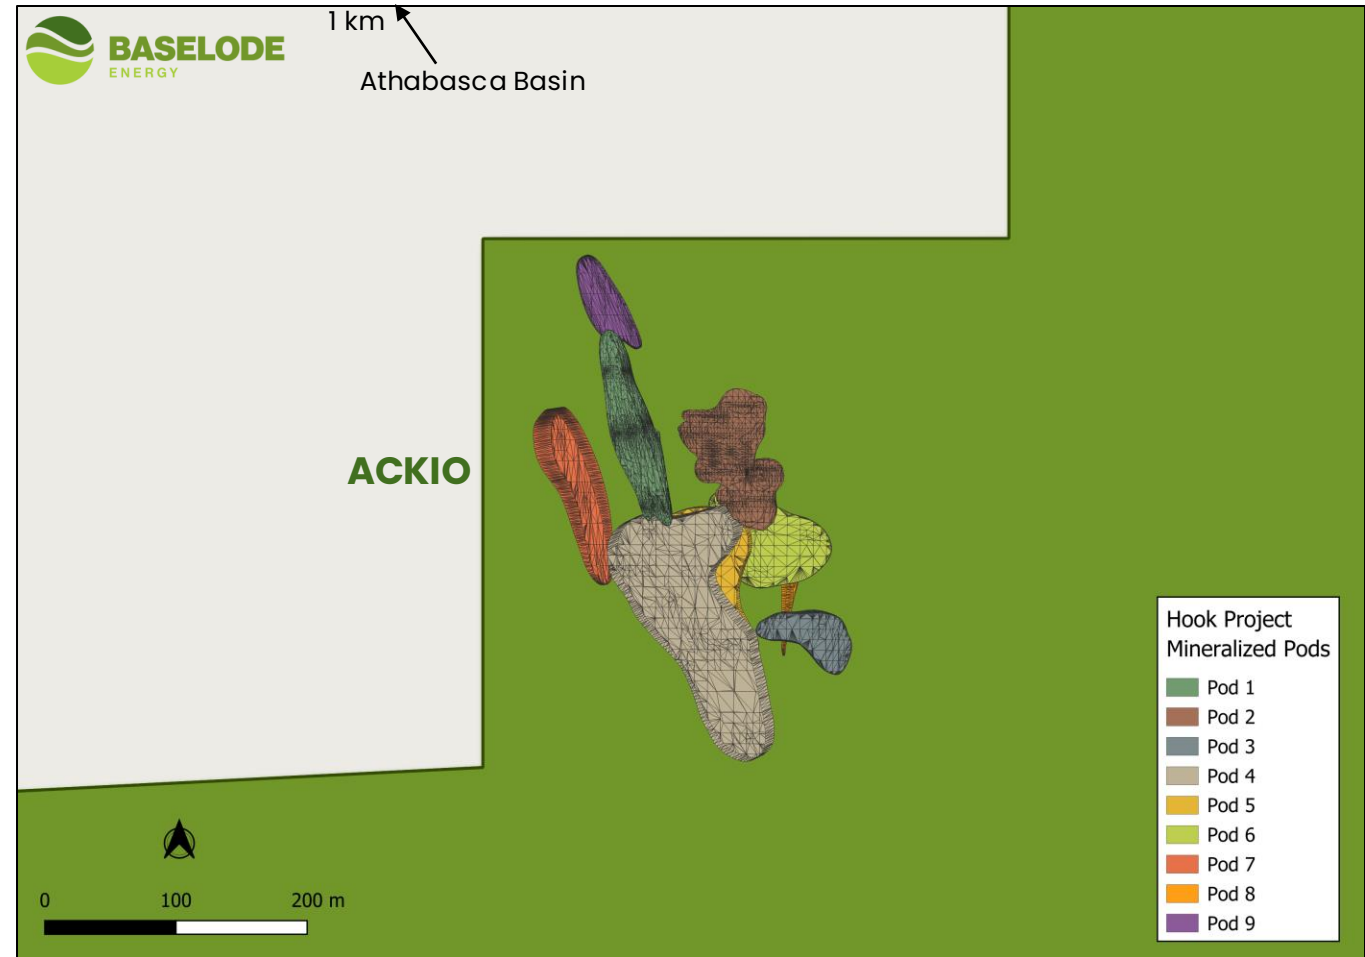 BASELODE
ENERGY
1 km
Athabasca Basin
ACKIO
Hook Project
Mineralized Pods
Pod 1
Pod 2
Pod 3
Pod 4
Pod 5
Pod 6
Pod 7
Pod 8
Pod 9
0 100 200 m